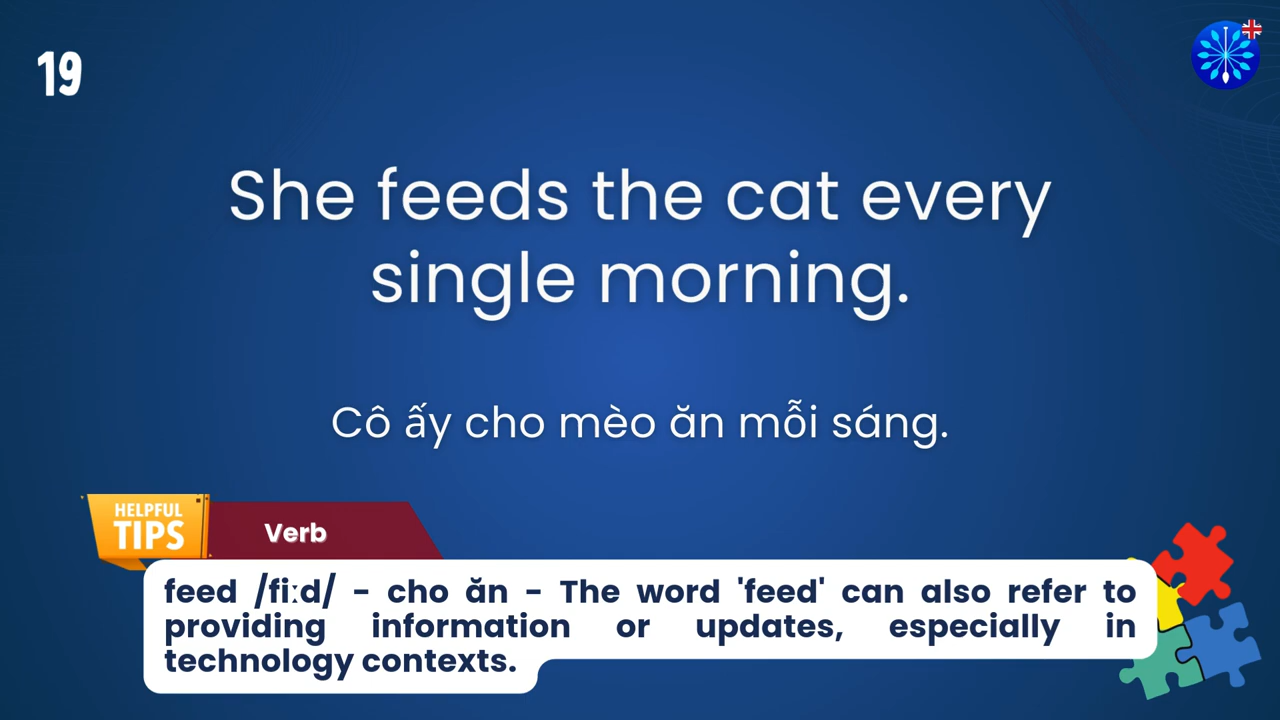 19
She feeds the cat every
single morning.
Cô ấy cho mèo ăn mỗi sáng.
HELPFUL
TIPS
Verb
feed /fiːd/ - cho ăn - The word 'feed' can also refer to
providing information or updates, especially in
technology contexts.